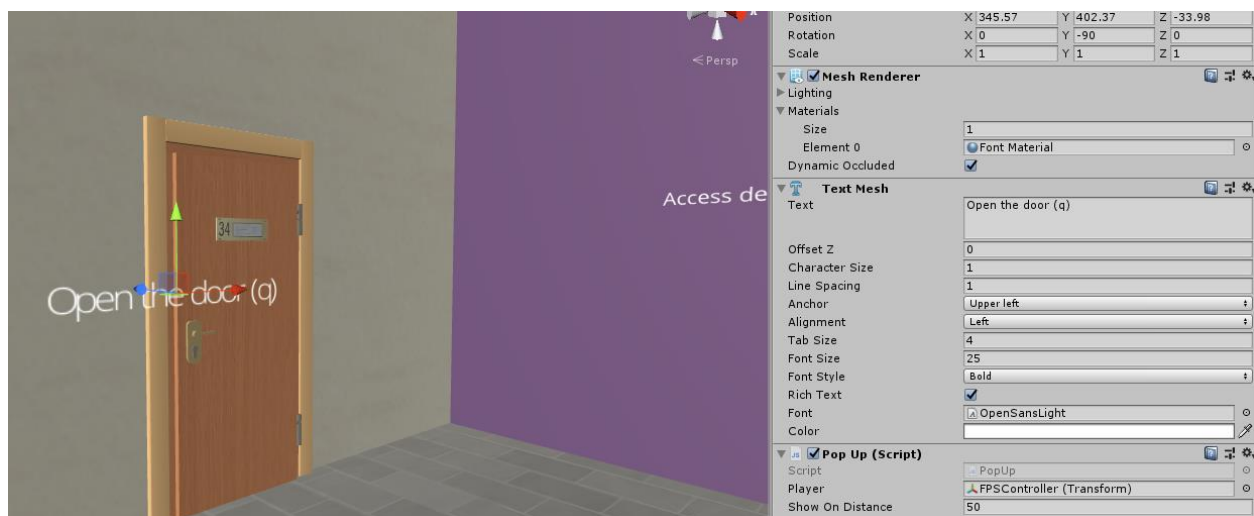 Position X 345.57 Y 402.37 Z -33.98
Rotation X 0 Y -90 Z 0
Scale X 1 Y 1 Z 1
Persp
Mesh Renderer
Lighting
Materials
Size 1
Element 0 Font Material
Dynamic Occluded
Access de
Text Mesh
Text Open the door (q)
34
Offset Z 0
Character Size 1
Open the door (q)
Line Spacing 1
Anchor Upper left
Alignment Left
Tab Size 4
Font Size 25
Font Style Bold
Rich Text
Font OpenSansLight
Color
JS Pop Up (Script)
Script PopUp
Player FPSController (Transform)
Show On Distance 50